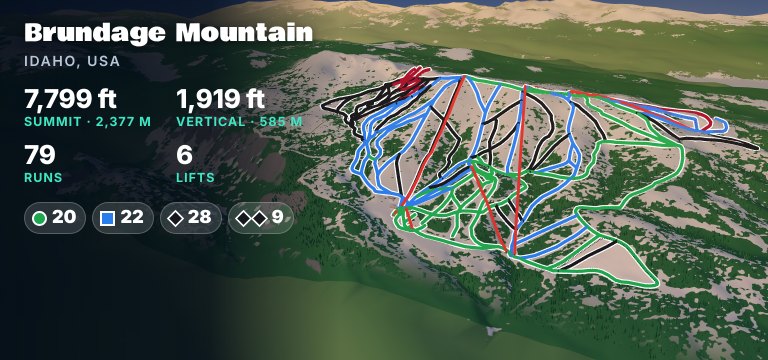 Brundage Mountain
IDAHO, USA
7,799 ft 1,919 ft
SUMMIT · 2,377 M VERTICAL · 585 M
79 6
RUNS LIFTS
20 22 28 9